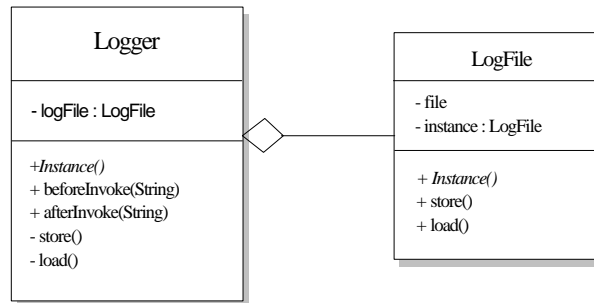 Logger
- logFile : LogFile
+Instance()
+ beforeInvoke(String)
+ afterInvoke(String)
- store()
- load()
LogFile
- file
- instance : LogFile
+ Instance()
+ store()
+ load()